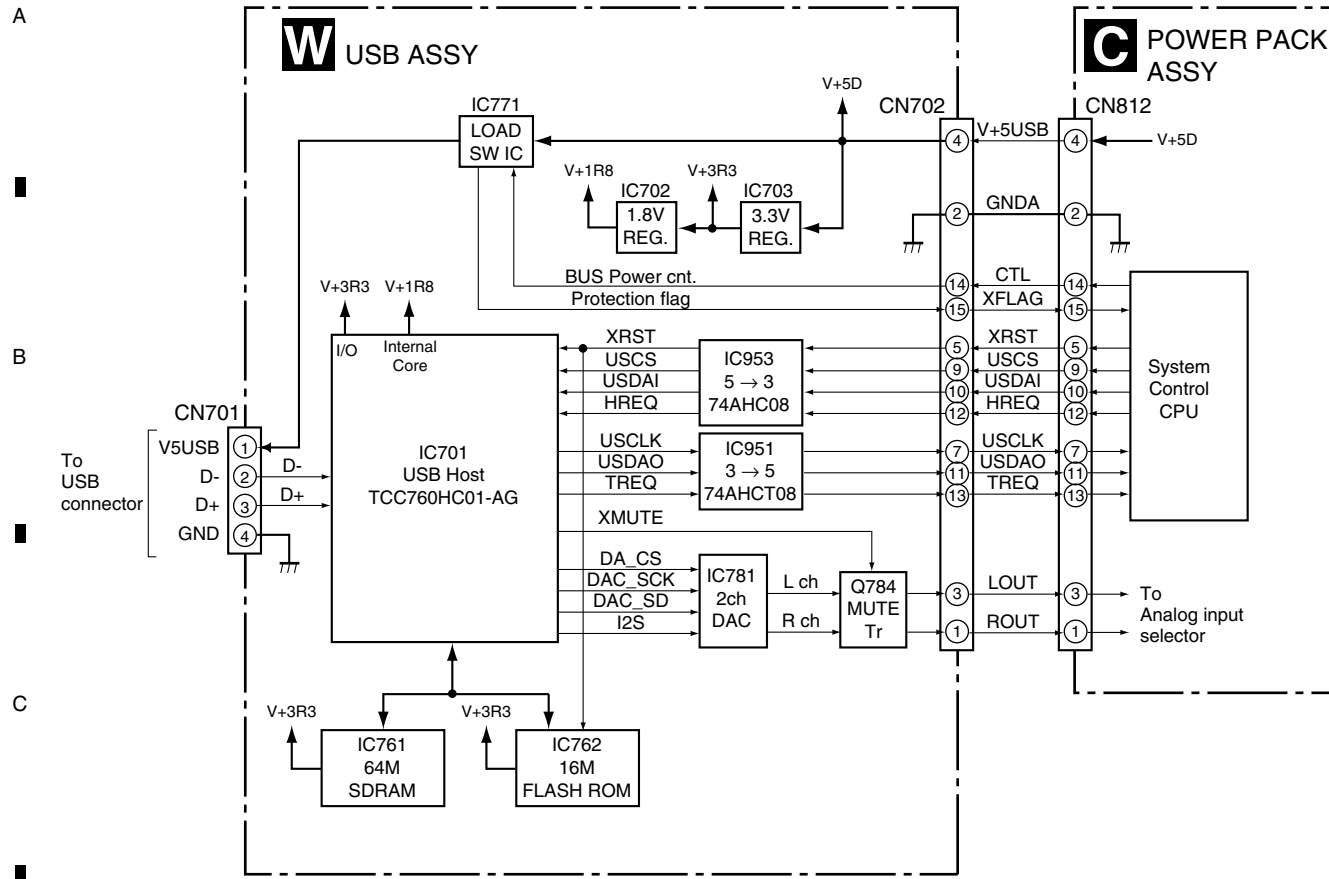 A
W USB ASSY
C POWER PACK
ASSY
IC771
LOAD
SW IC
V+5D
CN702
CN812
4
V+5USB
4
V+5D
V+1R8
IC702
1.8V
REG.
V+3R3
IC703
3.3V
REG.
2
GNDA
2
BUS Power cnt.
14
CTL
14
Protection flag
15
XFLAG
15
B
V+3R3
V+1R8
I/O
Internal
Core
XRST
USCS
USDAI
HREQ
IC953
5 → 3
74AHC08
5
XRST
5
9
USCS
9
10
USDAI
10
12
HREQ
12
System
Control
CPU
CN701
To
USB
connector
V5USB
1
D-
2
D-
D+
3
D+
GND
4
IC701
USB Host
TCC760HC01-AG
USCLK
USDAO
TREQ
IC951
3 → 5
74AHCT08
7
USCLK
7
11
USDAO
11
13
TREQ
13
XMUTE
DA_CS
DAC_SCK
DAC_SD
I2S
IC781
2ch
DAC
L ch
R ch
Q784
MUTE
Tr
3
LOUT
3
1
ROUT
1
To
Analog input
selector
C
V+3R3
IC761
64M
SDRAM
V+3R3
IC762
16M
FLASH ROM